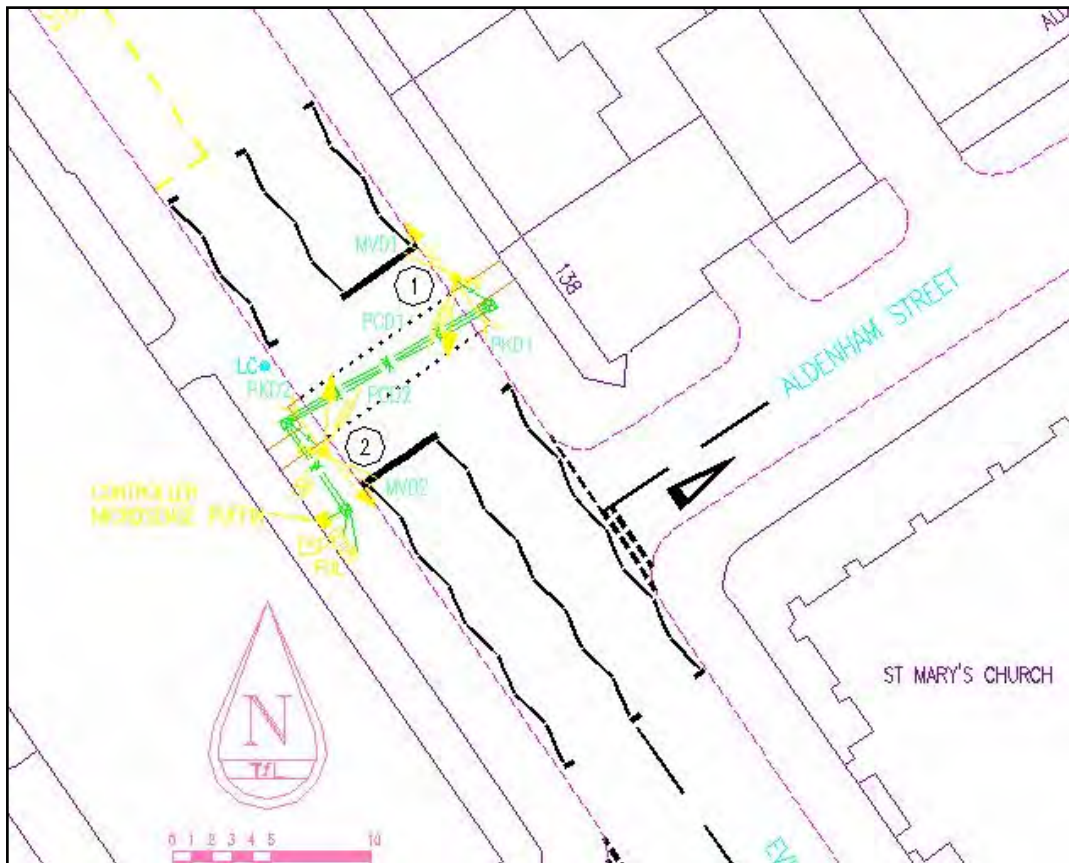 MVD1
1
138
PCD1
PKD1
ALDENHAM STREET
LC
PKD2
PCD2
2
MVD2
CONTROLLER
MICROSENSE PUFFIN
ST MARY'S CHURCH
N
TfL
0 1 2 3 4 5 10